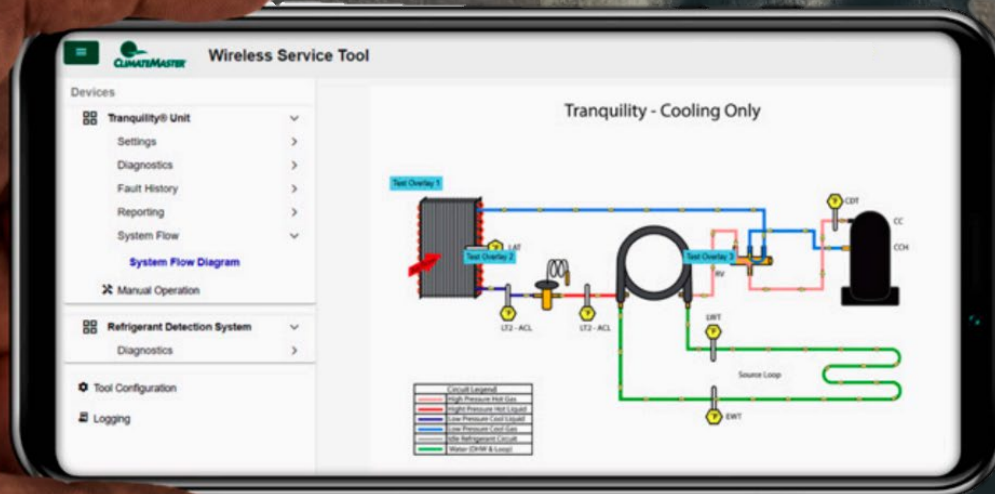 CLIMATEMASTER
Wireless Service Tool
Devices
Tranquility® Unit
Settings
Diagnostics
Fault History
Reporting
System Flow
System Flow Diagram
Manual Operation
Refrigerant Detection System
Diagnostics
Tool Configuration
Logging
Tranquility - Cooling Only
Test Overlay 1
LAT
Test Overlay 2
LT2 - ACL
LT2 - ACL
Test Overlay 3
RV
CDT
CC
CCH
LWT
Source Loop
EWT
Circuit Legend
High Pressure Hot Gas
Hight Pressure Hot Liquid
Low Pressure Cool Liquid
Low Pressure Cool Gas
Idle Refrigerant Circuit
Water (DHW & Loop)